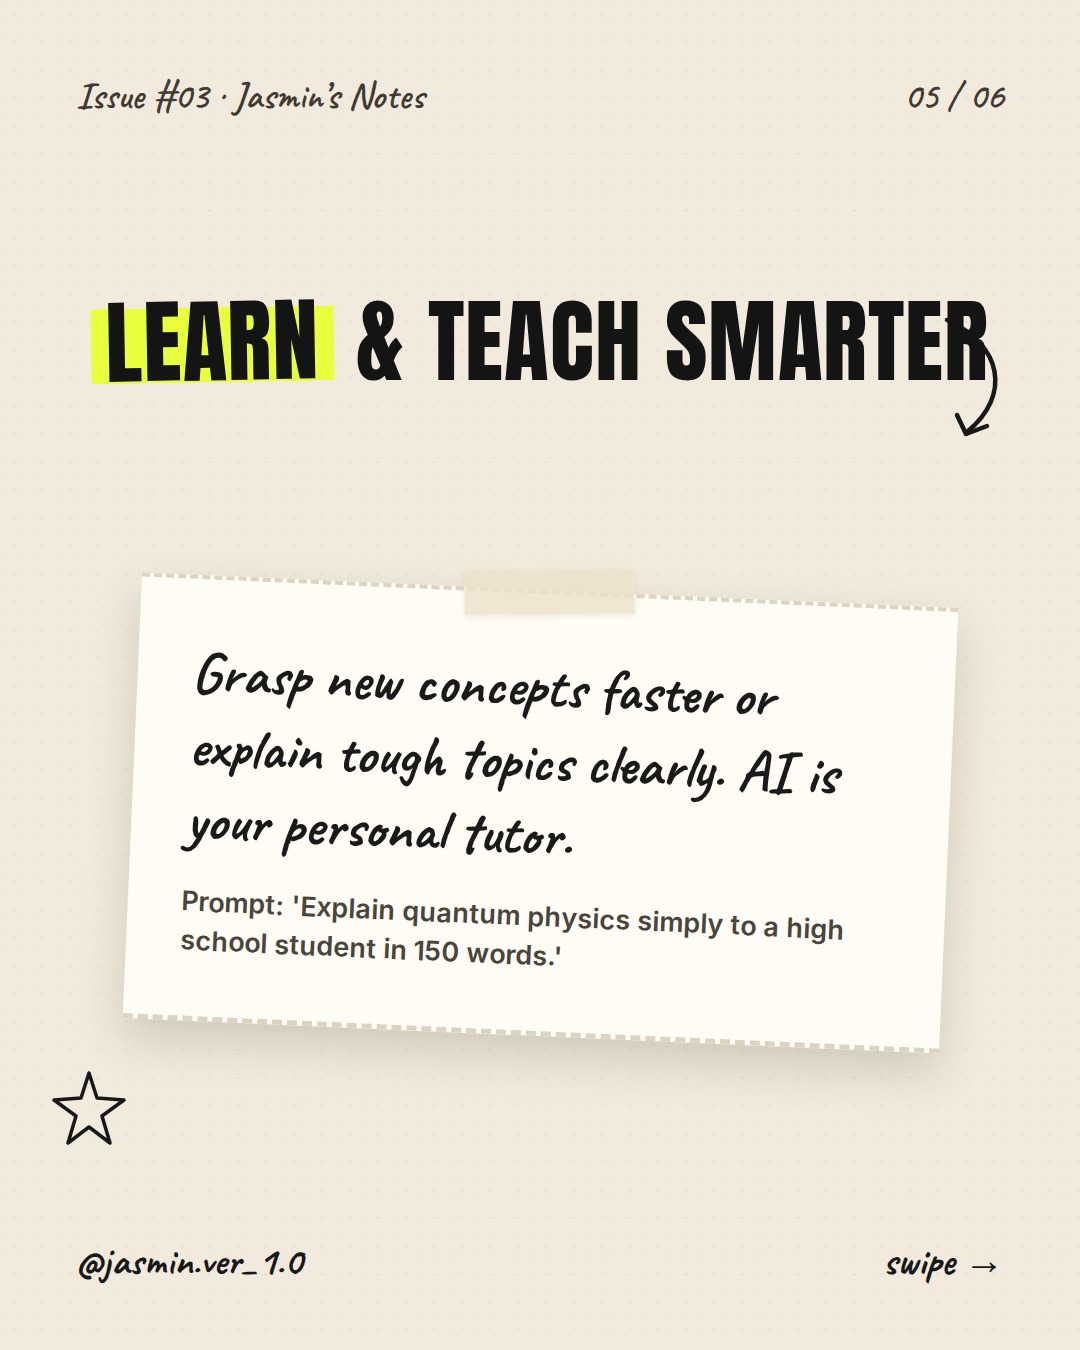 Issue #03 · Jasmin's Notes
05 / 06
LEARN & TEACH SMARTER
Grasp new concepts faster or
explain tough topics clearly. AI is
your personal tutor.
Prompt: 'Explain quantum physics simply to a high
school student in 150 words.'
@jasmin.ver_1.0
swipe →